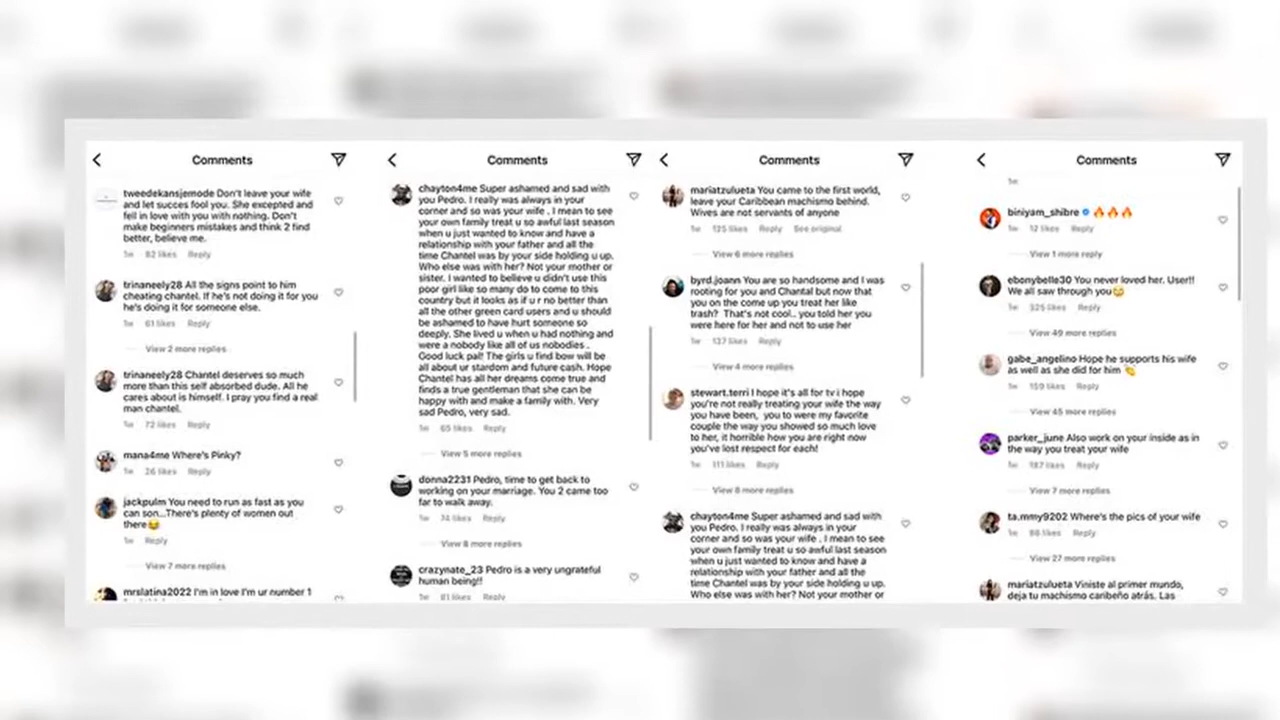 Comments
tweedekansjemode Don't leave your wife
and let succes fool you. She excepted and
fell in love with you with nothing. Don't
make beginners mistakes and think 2 find
better, believe me.
1w 82 likes Reply
trinaneely28 All the signs point to him
cheating chantel. If he's not doing it for you
he's doing it for someone else.
1w 61 likes Reply
View 2 more replies
trinaneely28 Chantel deserves so much
more than this self absorbed dude. All he
cares about is himself. I pray you find a real
man chantel.
1w 72 likes Reply
mana4me Where's Pinky?
1w 26 likes Reply
jackpulm You need to run as fast as you
can son...There's plenty of women out
there😂
1w Reply
View 7 more replies
mrslatina2022 I'm in love I'm ur number 1
Comments
chayton4me Super ashamed and sad with
you Pedro. I really was always in your
corner and so was your wife . I mean to see
your own family treat u so awful last season
when u just wanted to know and have a
relationship with your father and all the
time Chantel was by your side holding u up.
Who else was with her? Not your mother or
sister. I wanted to believe u didn't use this
poor girl like so many do to come to this
country but it looks as if u r no better than
all the other green card users and u should
be ashamed to have hurt someone so
deeply. She lived u when u had nothing and
were a nobody like all of us nobodies .
Good luck pal! The girls u find bow will be
all about ur stardom and future cash. Hope
Chantel has all her dreams come true and
finds a true gentleman that she can be
happy with and make a family with. Very
sad Pedro, very sad.
1w 65 likes Reply
View 5 more replies
donna2231 Pedro, time to get back to
working on your marriage. You 2 came too
far to walk away.
1w 74 likes Reply
View 8 more replies
crazynate_23 Pedro is a very ungrateful
human being!!
1w 81 likes Reply
Comments
mariatzulueta You came to the first world,
leave your Caribbean machismo behind.
Wives are not servants of anyone
1w 125 likes Reply See original
View 6 more replies
byrd.joann You are so handsome and I was
rooting for you and Chantal but now that
you on the come up you treat her like
trash? That's not cool.. you told her you
were here for her and not to use her
1w 137 likes Reply
View 4 more replies
stewart.terri I hope it's all for tv i hope
you're not really treating your wife the way
you have been, you to were my favorite
couple the way you showed so much love
to her, it horrible how you are right now
you've lost respect for each!
1w 111 likes Reply
View 8 more replies
chayton4me Super ashamed and sad with
you Pedro. I really was always in your
corner and so was your wife . I mean to see
your own family treat u so awful last season
when u just wanted to know and have a
relationship with your father and all the
time Chantel was by your side holding u up.
Who else was with her? Not your mother or
Comments
1w
biniyam_shibre 🔥🔥🔥
1w 12 likes Reply
View 1 more reply
ebonybelle30 You never loved her. User!!
We all saw through you
1w 325 likes Reply
View 49 more replies
gabe_angelino Hope he supports his wife
as well as she did for him 👏
1w 159 likes Reply
View 45 more replies
parker_june Also work on your inside as in
the way you treat your wife
1w 187 likes Reply
View 7 more replies
ta.mmy9202 Where's the pics of your wife
1w 86 likes Reply
View 27 more replies
mariatzulueta Viniste al primer mundo,
deja tu machismo caribeño atrás. Las